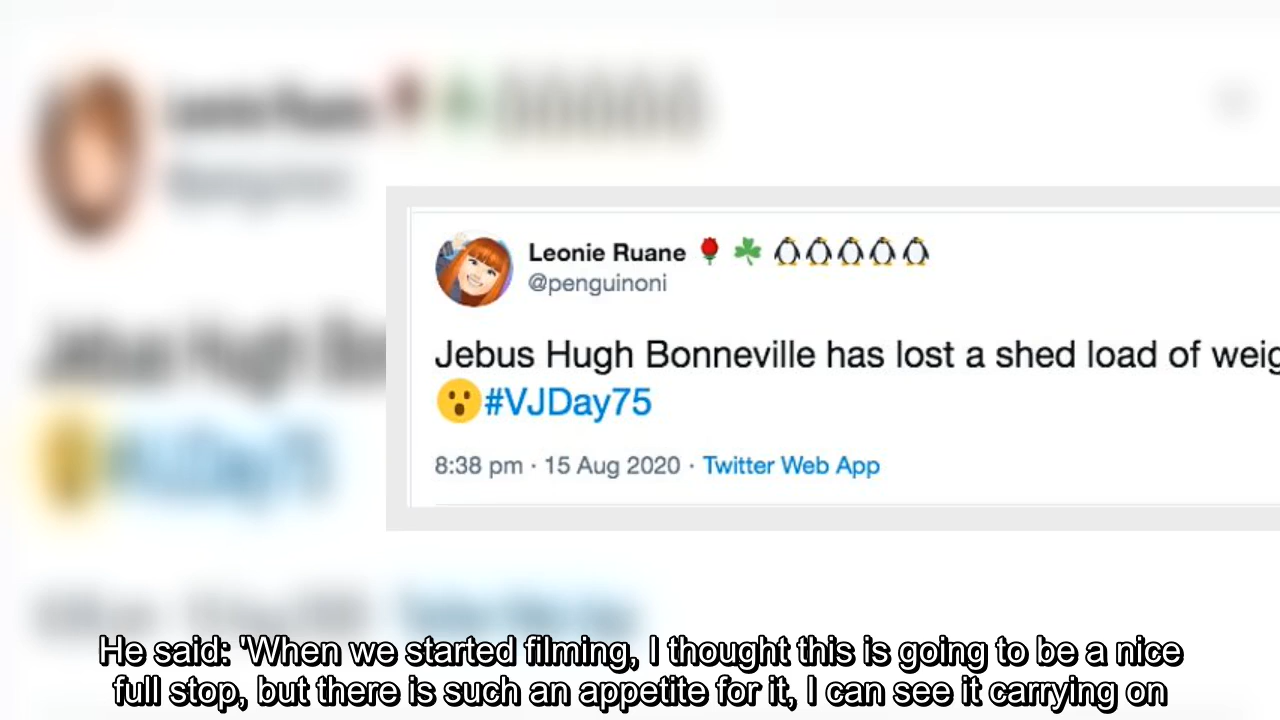 Leonie Ruane 🌹 ☘️ 🐧🐧🐧🐧🐧
@penguinoni
Jebus Hugh Bonneville has lost a shed load of
😮#VJDay75
8:38 pm · 15 Aug 2020 · Twitter Web App
He said: 'When we started filming, I thought this is going to be a nice
full stop, but there is such an appetite for it, I can see it carrying on